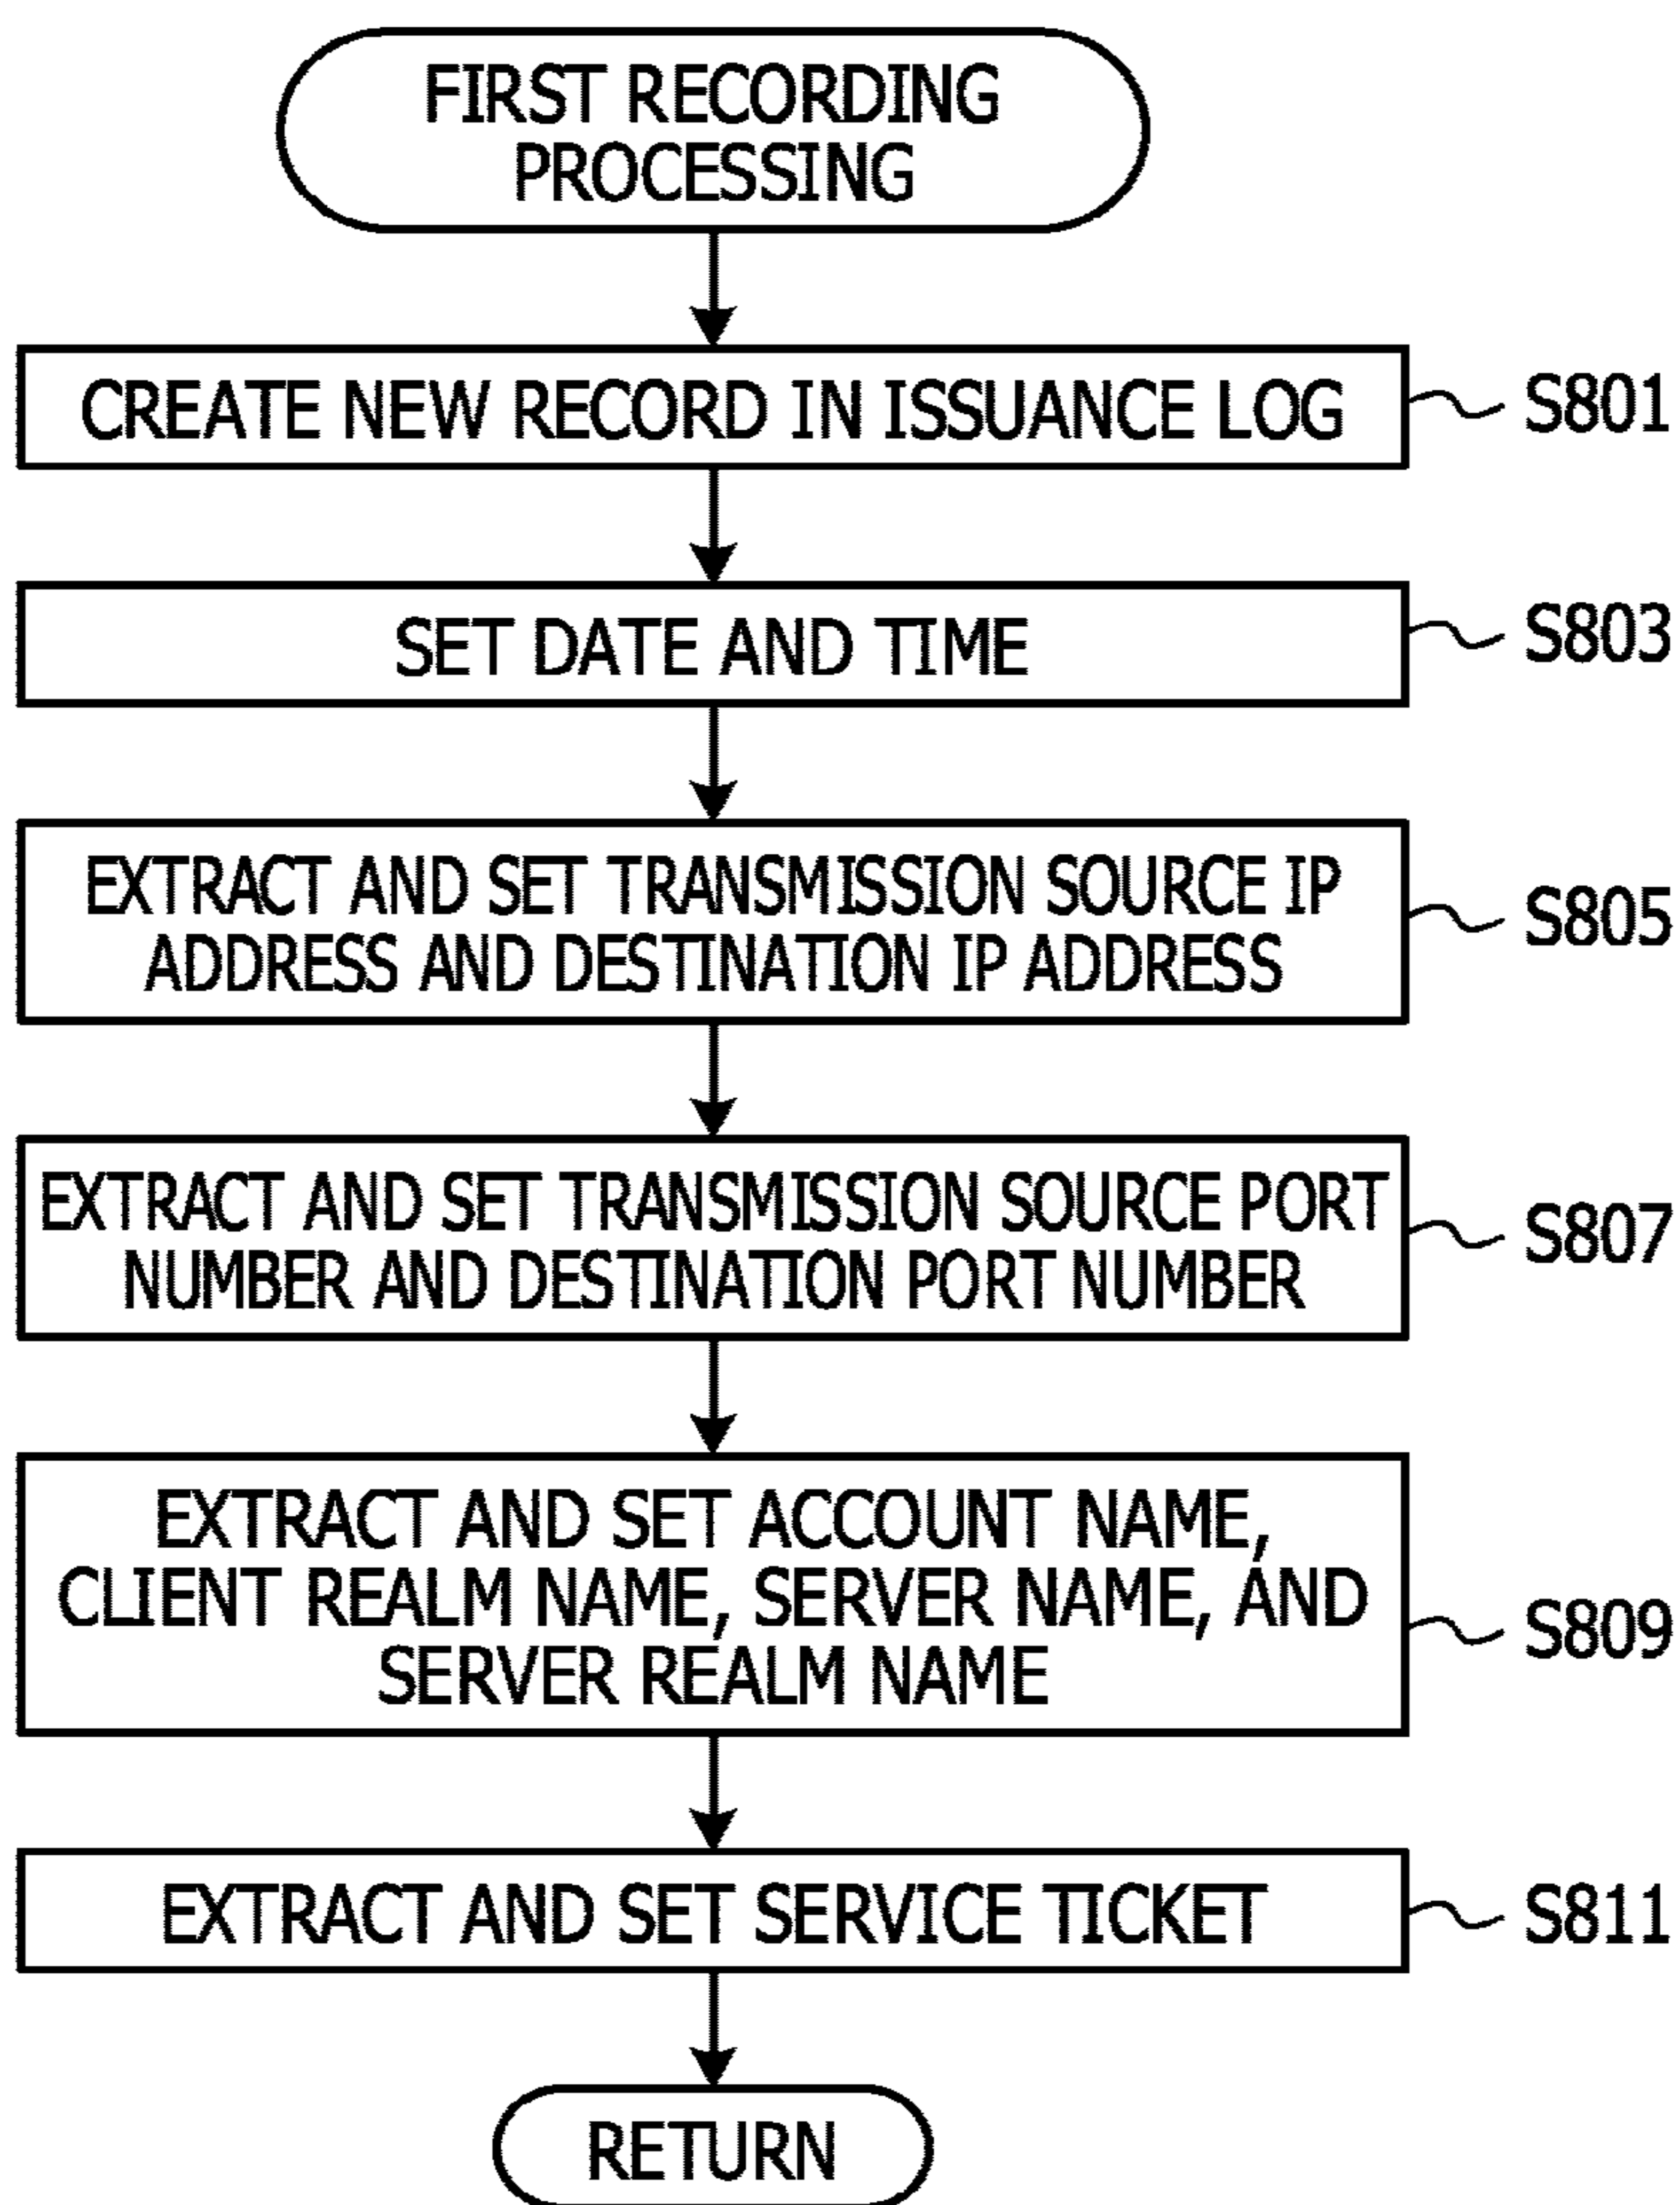 FIRST RECORDING
PROCESSING
CREATE NEW RECORD IN ISSUANCE LOG
S801
SET DATE AND TIME
S803
EXTRACT AND SET TRANSMISSION SOURCE IP
ADDRESS AND DESTINATION IP ADDRESS
S805
EXTRACT AND SET TRANSMISSION SOURCE PORT
NUMBER AND DESTINATION PORT NUMBER
S807
EXTRACT AND SET ACCOUNT NAME,
CLIENT REALM NAME, SERVER NAME, AND
SERVER REALM NAME
S809
EXTRACT AND SET SERVICE TICKET
S811
RETURN